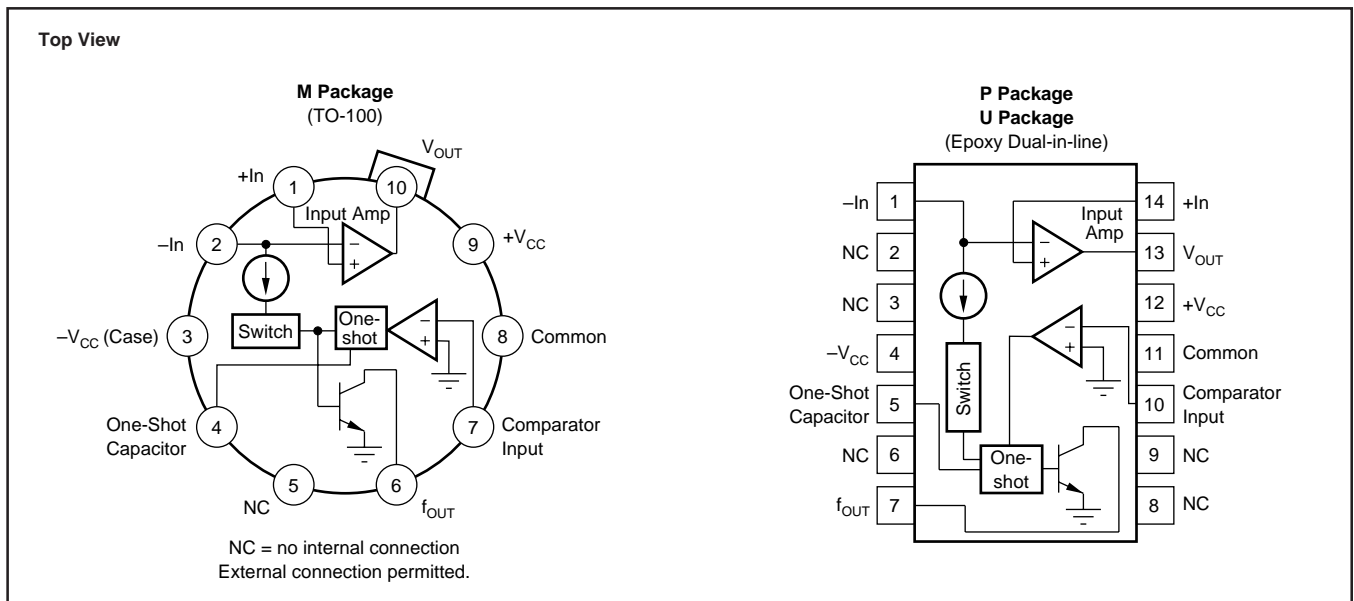 Top View
M Package
(TO-100)
VOUT
+In
1
10
Input Amp
–In
2
–
+
9
+VCC
–VCC (Case)
3
Switch
One-
shot
–
+
8
Common
One-Shot
Capacitor
4
7
Comparator
Input
NC
5
6
fOUT
NC = no internal connection
External connection permitted.
P Package
U Package
(Epoxy Dual-in-line)
–In
1
14
+In
Input
Amp
–
+
NC
2
13
VOUT
NC
3
12
+VCC
–VCC
4
–
+
11
Common
Switch
One-Shot
Capacitor
5
10
Comparator
Input
NC
6
One-
shot
9
NC
fOUT
7
8
NC